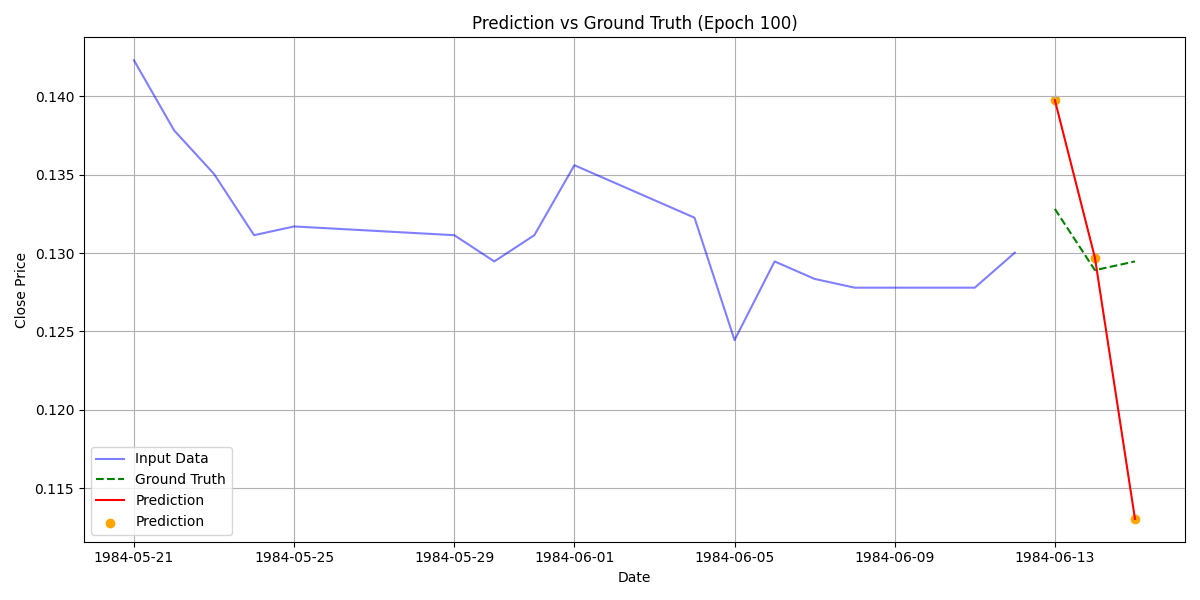 Prediction vs Ground Truth (Epoch 100)
Close Price
0.140
0.135
0.130
0.125
0.120
0.115
Input Data
Ground Truth
Prediction
Prediction
1984-05-21 1984-05-25 1984-05-29 1984-06-01 1984-06-05 1984-06-09 1984-06-13
Date